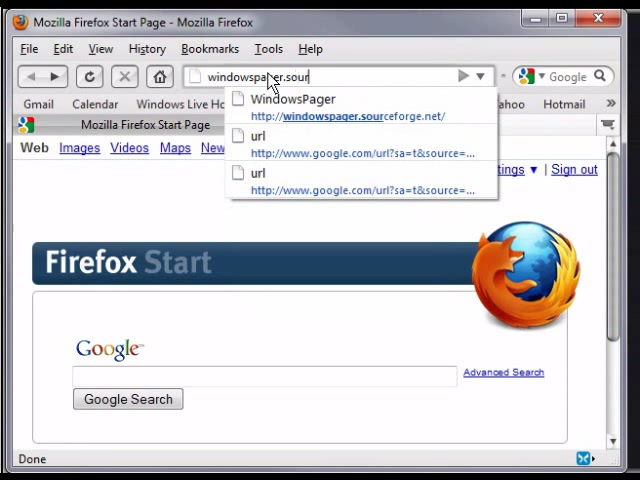 Mozilla Firefox Start Page - Mozilla Firefox
File Edit View History Bookmarks Tools Help
windowspager.sour
Google
WindowsPager
http://windowspager.sourceforge.net/
url
http://www.google.com/url?sa=t&source=...
url
http://www.google.com/url?sa=t&source=...
Gmail Calendar Windows Live Ho ahoo Hotmail »
Mozilla Firefox Start Page
Web Images Videos Maps New tings ▼ | Sign out
Firefox Start
Google™
Advanced Search
Google Search
Done